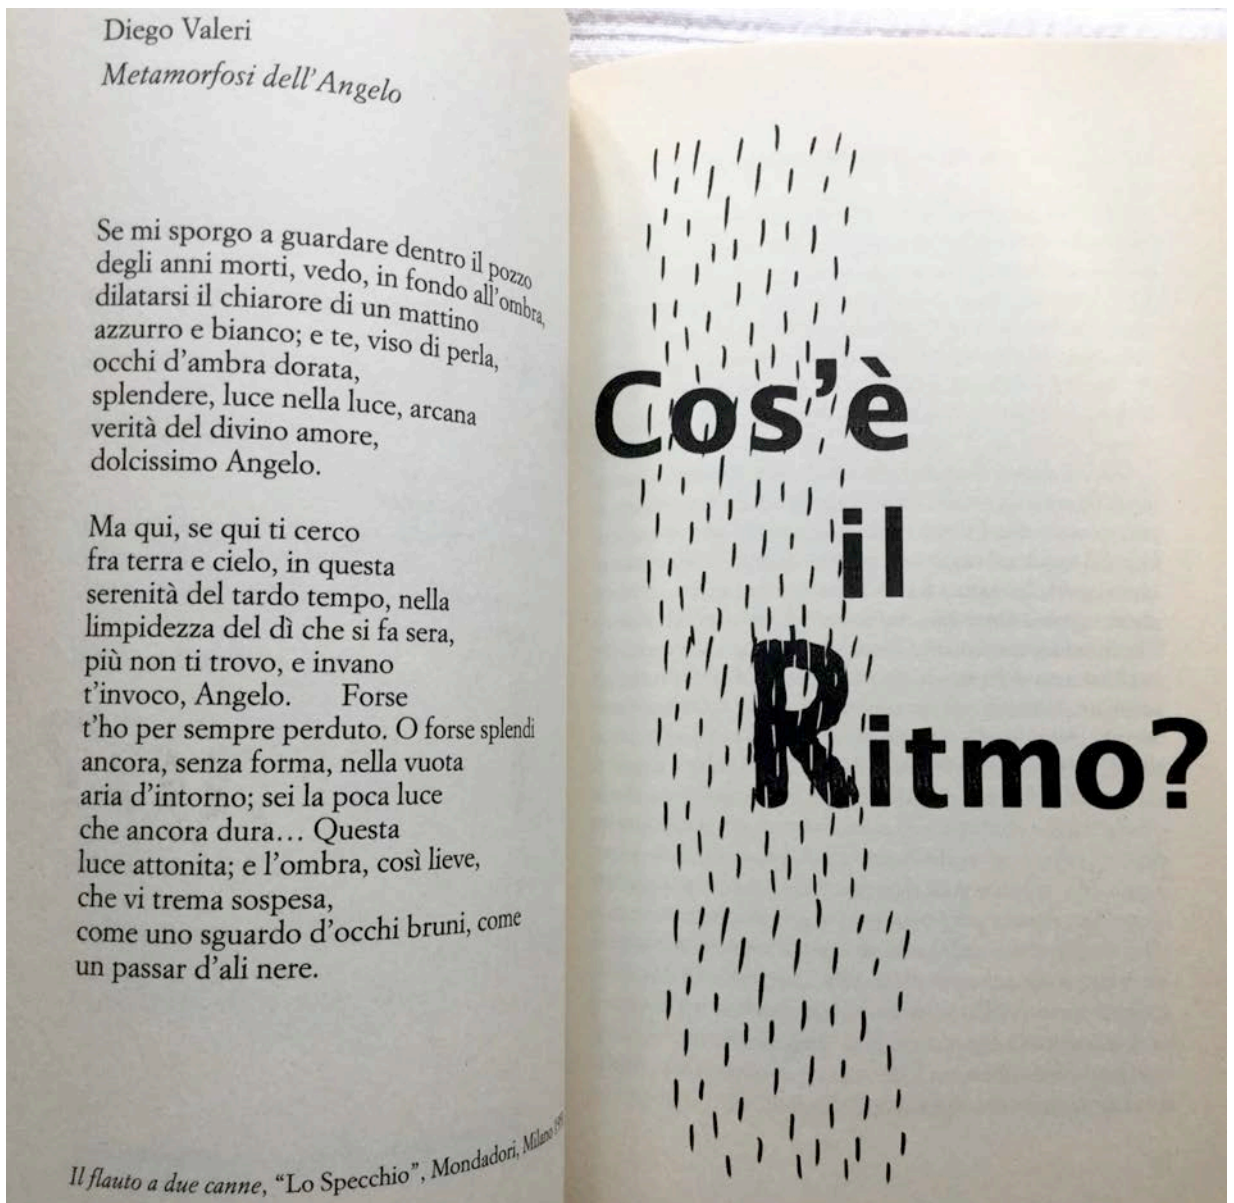 Diego Valeri
Metamorfosi dell'Angelo
Se mi sporgo a guardare dentro il pozzo
degli anni morti, vedo, in fondo all'ombra,
dilatarsi il chiarore di un mattino
azzurro e bianco; e te, viso di perla,
occhi d'ambra dorata,
splendere, luce nella luce, arcana
verità del divino amore,
dolcissimo Angelo.
Ma qui, se qui ti cerco
fra terra e cielo, in questa
serenità del tardo tempo, nella
limpidezza del dì che si fa sera,
più non ti trovo, e invano
t'invoco, Angelo. Forse
t'ho per sempre perduto. O forse splendi
ancora, senza forma, nella vuota
aria d'intorno; sei la poca luce
che ancora dura... Questa
luce attonita; e l'ombra, così lieve,
che vi trema sospesa,
come uno sguardo d'occhi bruni, come
un passar d'ali nere.
Il flauto a due canne, "Lo Specchio", Mondadori, Milano
Cos'è
il
Ritmo?